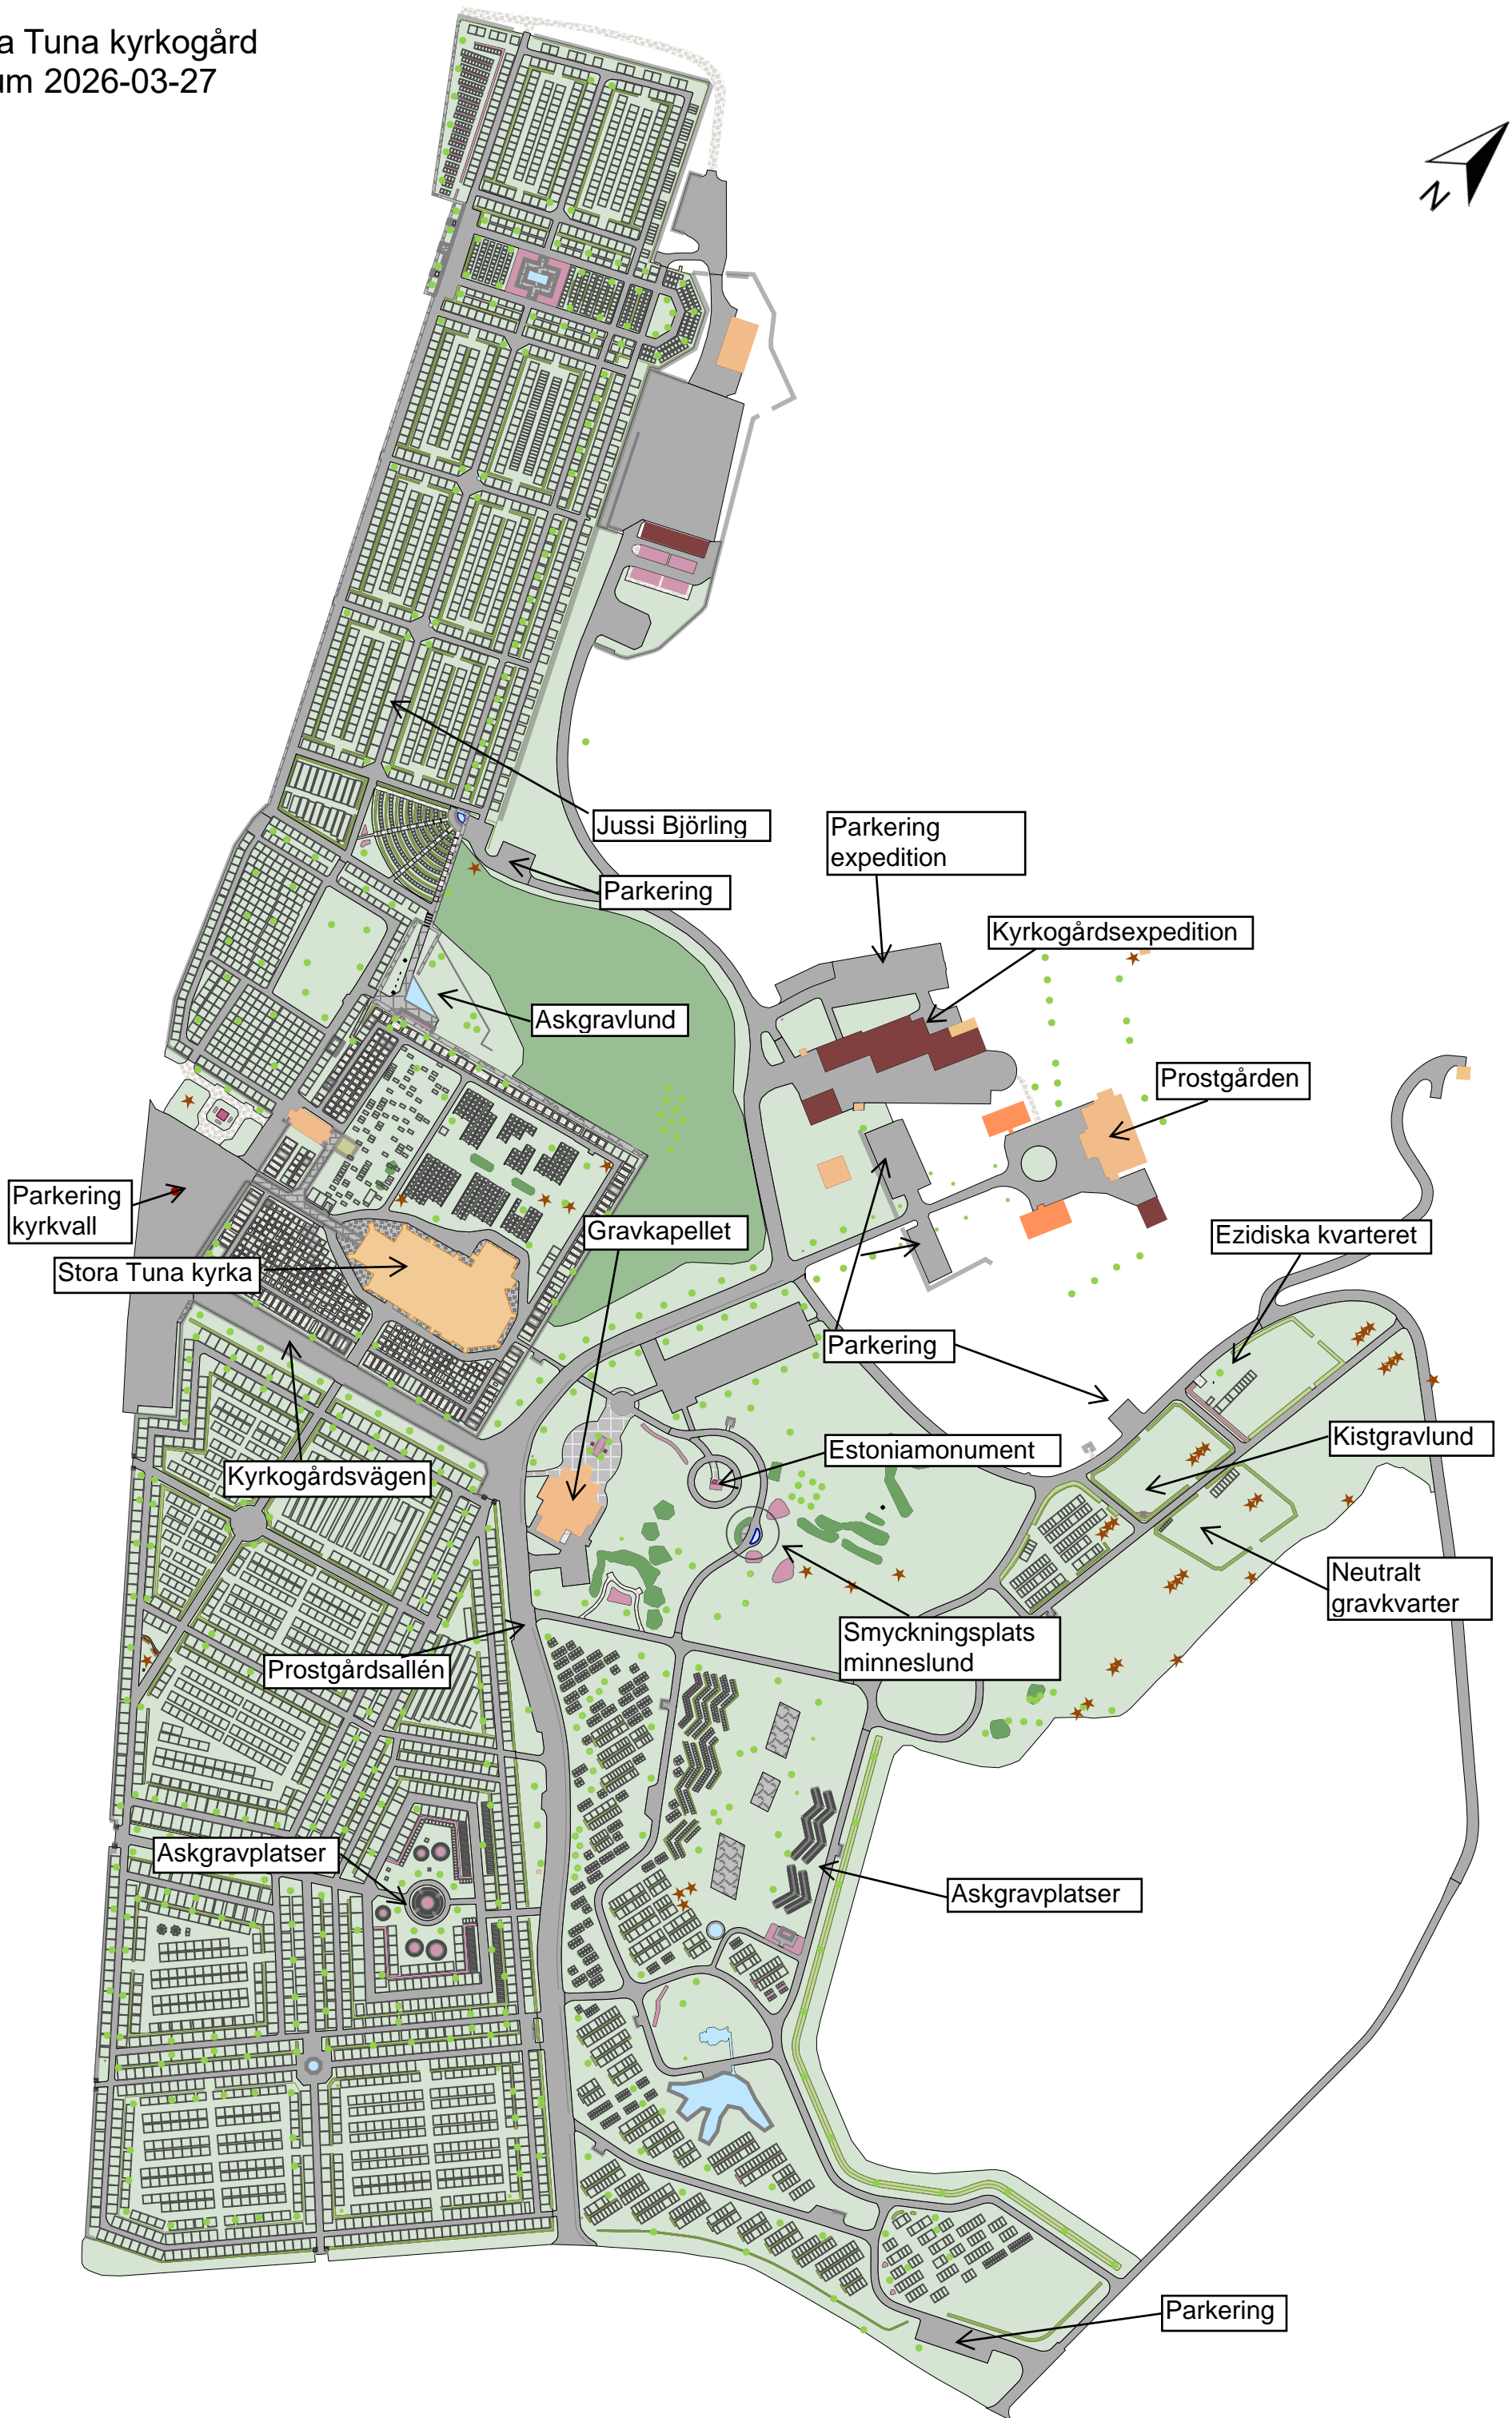 a Tuna kyrkogård
um 2026-03-27
N
Jussi Björling
Parkering
expedition
Parkering
Kyrkogårdsexpedition
Askgravlund
Prostgården
Parkering
kyrkvall
Gravkapellet
Ezidiska kvarteret
Stora Tuna kyrka
Parkering
Kistgravlund
Estoniamonument
Kyrkogårdsvägen
Neutralt
gravkvarter
Smyckningsplats
minneslund
Prostgårdsallén
Askgravplatser
Askgravplatser
Parkering